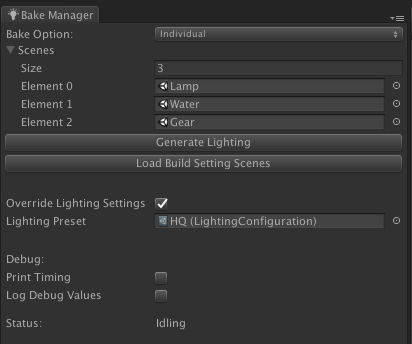 Bake Manager
Bake Option: Individual
Scenes
Size 3
Element 0 Lamp
Element 1 Water
Element 2 Gear
Generate Lighting
Load Build Setting Scenes
Override Lighting Settings
Lighting Preset HQ (LightingConfiguration)
Debug:
Print Timing
Log Debug Values
Status: Idling